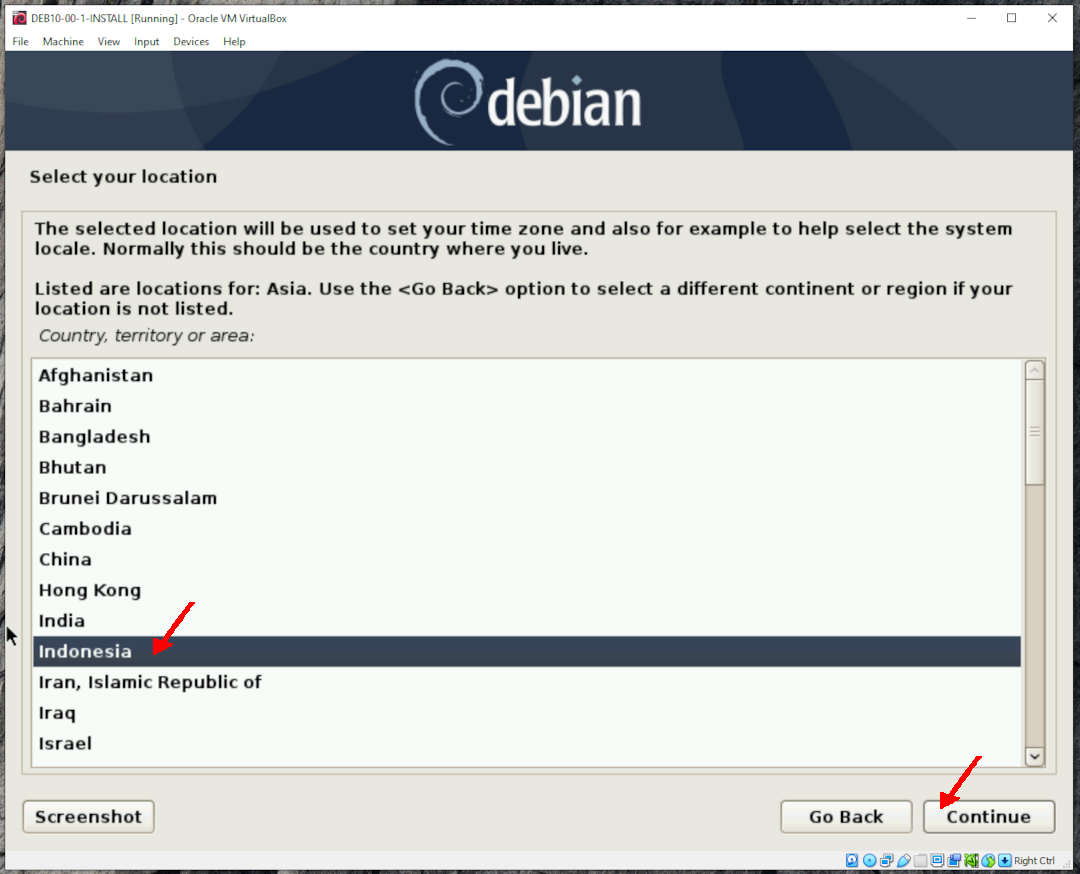 DEB10-00-1-INSTALL [Running] - Oracle VM VirtualBox
File Machine View Input Devices Help
debian
Select your location
The selected location will be used to set your time zone and also for example to help select the system
locale. Normally this should be the country where you live.
Listed are locations for: Asia. Use the <Go Back> option to select a different continent or region if your
location is not listed.
Country, territory or area:
Afghanistan
Bahrain
Bangladesh
Bhutan
Brunei Darussalam
Cambodia
China
Hong Kong
India
Indonesia
Iran, Islamic Republic of
Iraq
Israel
Screenshot Go Back Continue
Right Ctrl